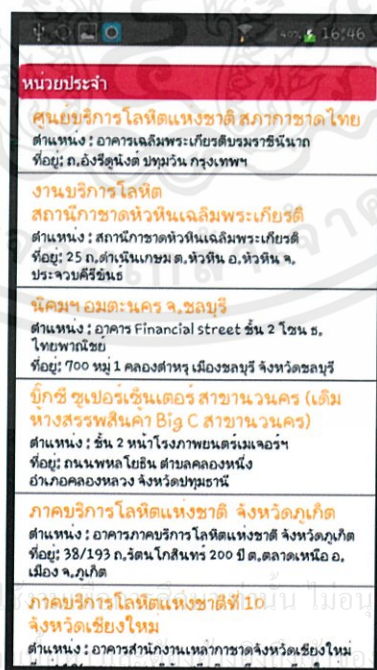 40% 16:46
หน่วยประจำ
ศูนย์บริการโลหิตแห่งชาติ สภากาชาดไทย
ตำแหน่ง : อาคารเฉลิมพระเกียรติบรมราชินีนาถ
ที่อยู่: ถ.อังรีดูนังต์ ปทุมวัน กรุงเทพฯ
งานบริการโลหิต
สถานีกาชาดหัวหินเฉลิมพระเกียรติ
ตำแหน่ง : สถานีกาชาดหัวหินเฉลิมพระเกียรติ
ที่อยู่: 25 ถ.ดำเนินเกษม ต.หัวหิน อ.หัวหิน จ.
ประจวบคีรีขันธ์
นิคมฯ อมตะนคร จ.ชลบุรี
ตำแหน่ง : อาคาร Financial street ชั้น 2 โซน ธ.
ไทยพาณิชย์
ที่อยู่: 700 หมู่ 1 คลองตำหรุ เมืองชลบุรี จังหวัดชลบุรี
บิ๊กซี ซูเปอร์เซ็นเตอร์ สาขานวนคร (เดิม
ห้างสรรพสินค้า Big C สาขานวนคร)
ตำแหน่ง : ชั้น 2 หน้าโรงภาพยนตร์เมเจอร์ฯ
ที่อยู่: ถนนพหลโยธิน ตำบลคลองหนึ่ง
อำเภอคลองหลวง จังหวัดปทุมธานี
ภาคบริการโลหิตแห่งชาติ จังหวัดภูเก็ต
ตำแหน่ง : อาคารภาคบริการโลหิตแห่งชาติ จังหวัดภูเก็ต
ที่อยู่: 38/193 ถ.รัตนโกสินทร์ 200 ปี ต.ตลาดเหนือ อ.
เมือง จ.ภูเก็ต
ภาคบริการโลหิตแห่งชาติที่ 10
จังหวัดเชียงใหม่
ตำแหน่ง : อาคารสำนักงานเหล่ากาชาดจังหวัดเชียงใหม่